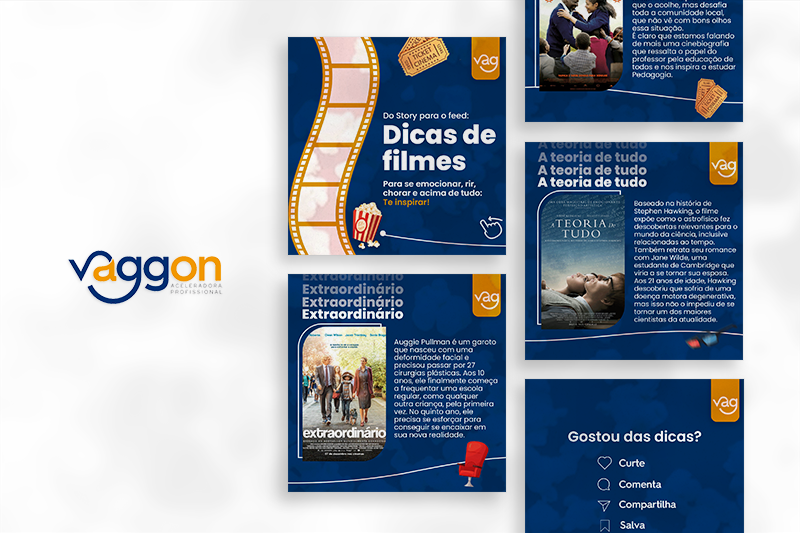 vaggon
ACELERADORA
PROFISSIONAL
vag
Do Story para o feed:
Dicas de
filmes
Para se emocionar, rir,
chorar e acima de tudo:
Te inspirar!
TICKET
CINEMA
Extraordinário
Extraordinário
Extraordinário
Extraordinário
vag
Auggie Pullman é um garoto
que nasceu com uma
deformidade facial e
precisou passar por 27
cirurgias plásticas. Aos 10
anos, ele finalmente começa
a frequentar uma escola
regular, como qualquer
outra criança, pela primeira
vez. No quinto ano, ele
precisa se esforçar para
conseguir se encaixar em
sua nova realidade.
extraordinário
que o acolhe, mas desafia
toda a comunidade local,
que não vê com bons olhos
essa situação.
É claro que estamos falando
de mais uma cinebiografia
que ressalta o papel do
professor pela educação de
todos e nos inspira a estudar
Pedagogia.
A teoria de tudo
A teoria de tudo
A teoria de tudo
A teoria de tudo
vag
A TEORIA DE
TUDO
Baseado na história de
Stephen Hawking, o filme
expõe como o astrofísico fez
descobertas relevantes para o
mundo da ciência, inclusive
relacionadas ao tempo.
Também retrata seu romance
com Jane Wilde, uma
estudante de Cambridge que
viria a se tornar sua esposa.
Aos 21 anos de idade, Hawking
descobriu que sofria de uma
doença motora degenerativa,
mas isso não o impediu de se
tornar um dos maiores
cientistas da atualidade.
vag
Gostou das dicas?
Curte
Comenta
Compartilha
Salva